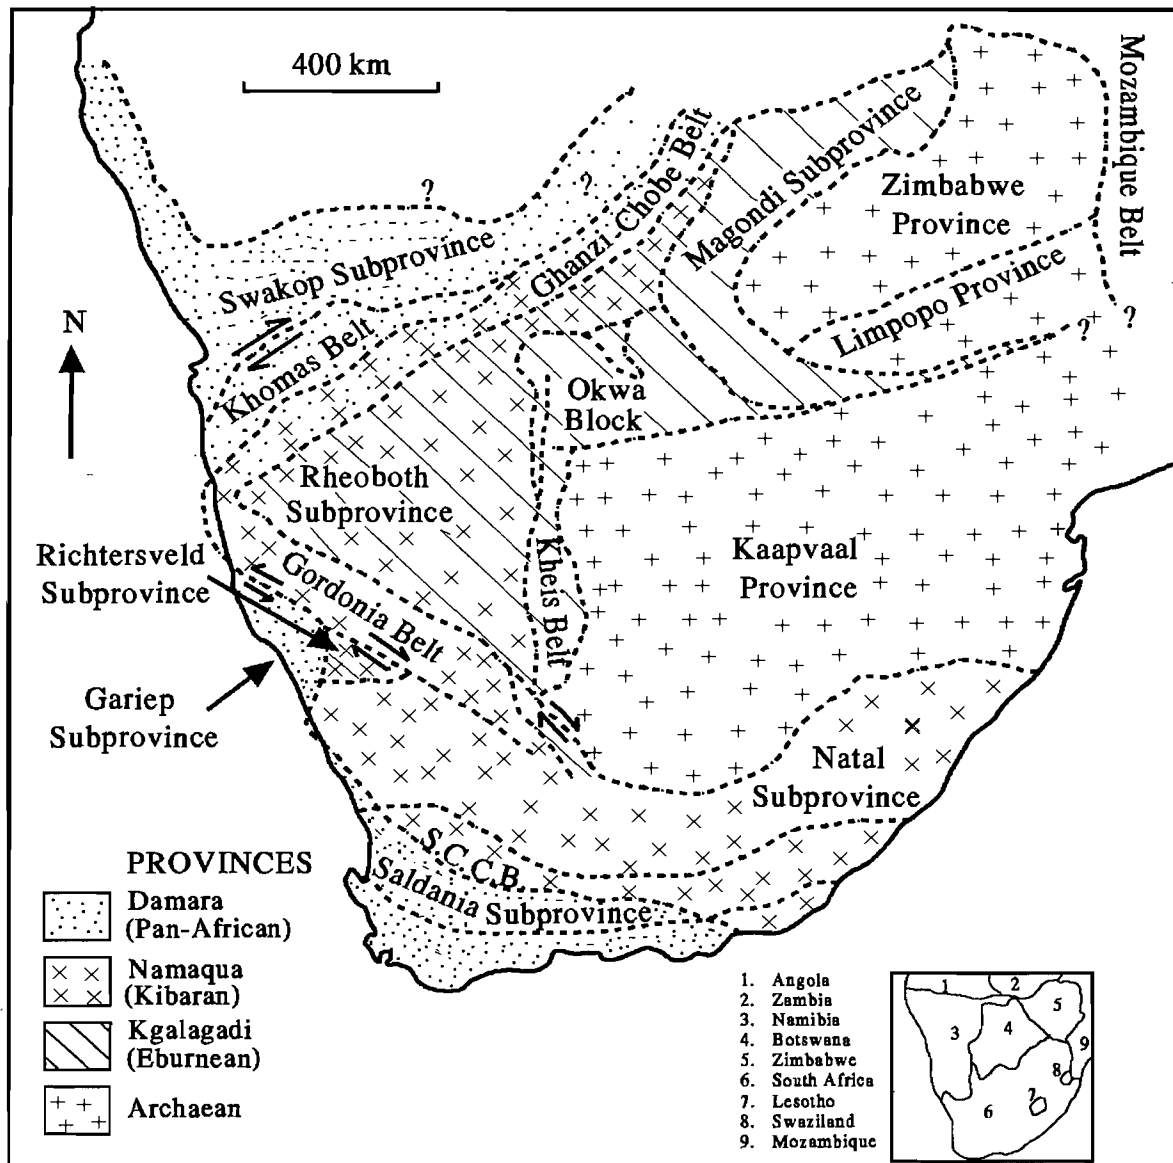 400 km
Mozambique Belt
Ghanzi Chobe Belt
Magondi Subprovince
Zimbabwe
Province
?
?
Swakop Subprovince
Limpopo Province
?
?
N
Khomas Belt
Okwa
Block
Rheoboth
Subprovince
Richtersveld
Subprovince
Gordonia Belt
Kheis Belt
Kaapvaal
Province
Gariep
Subprovince
Natal
Subprovince
S.C.C.B.
Saldania Subprovince
PROVINCES
Damara
(Pan-African)
Namaqua
(Kibaran)
Kgalagadi
(Eburnean)
Archaean
1. Angola
2. Zambia
3. Namibia
4. Botswana
5. Zimbabwe
6. South Africa
7. Lesotho
8. Swaziland
9. Mozambique
1
2
5
3
4
9
8
7
6